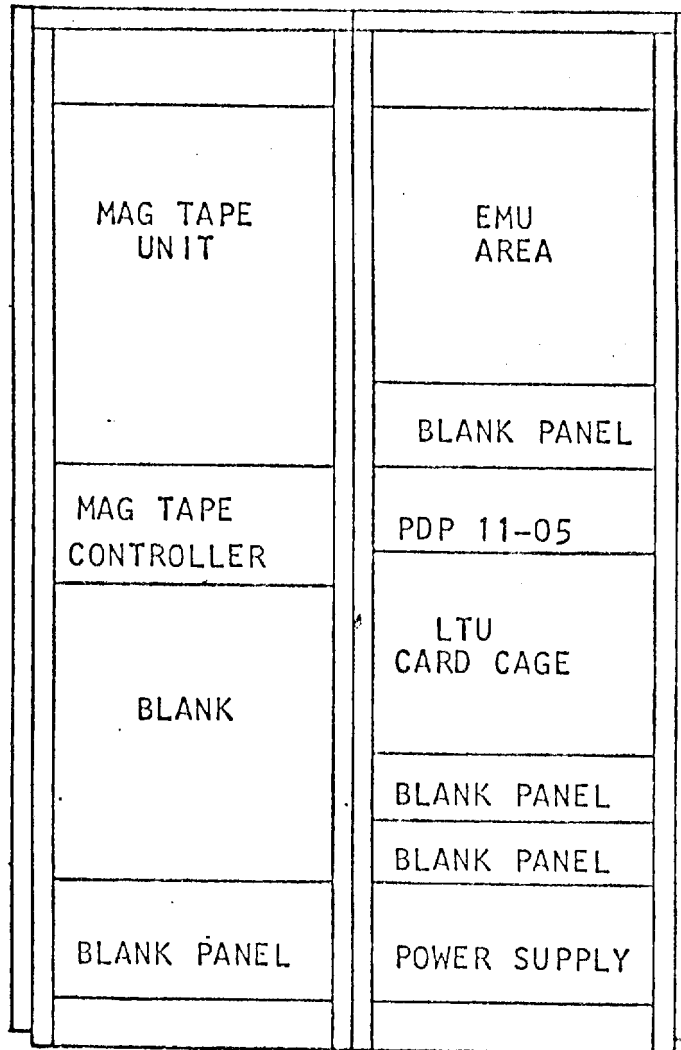 MAG TAPE
UNIT
MAG TAPE
CONTROLLER
BLANK
BLANK PANEL
EMU
AREA
BLANK PANEL
PDP 11-05
LTU
CARD CAGE
BLANK PANEL
BLANK PANEL
POWER SUPPLY